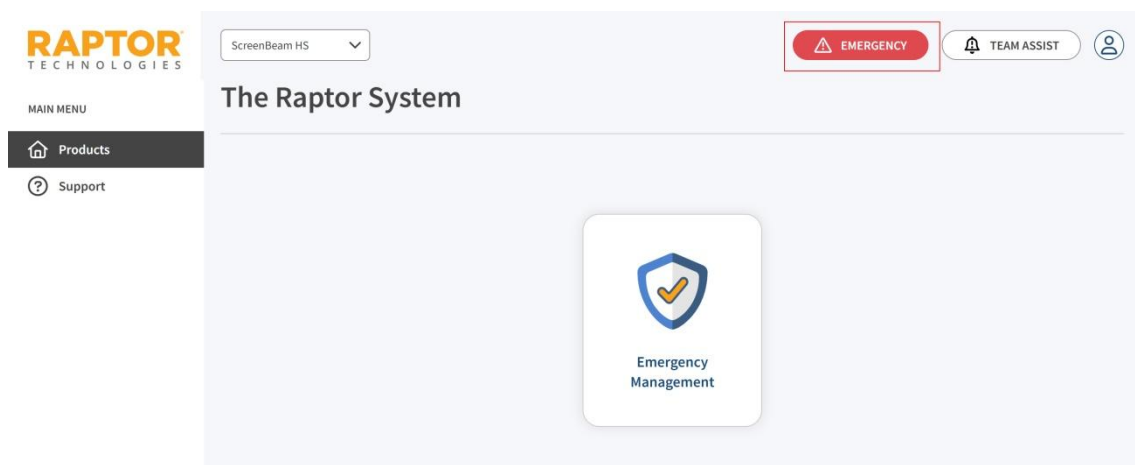 RAPTOR
TECHNOLOGIES
ScreenBeam HS
EMERGENCY
TEAM ASSIST
MAIN MENU
The Raptor System
Products
Support
Emergency
Management